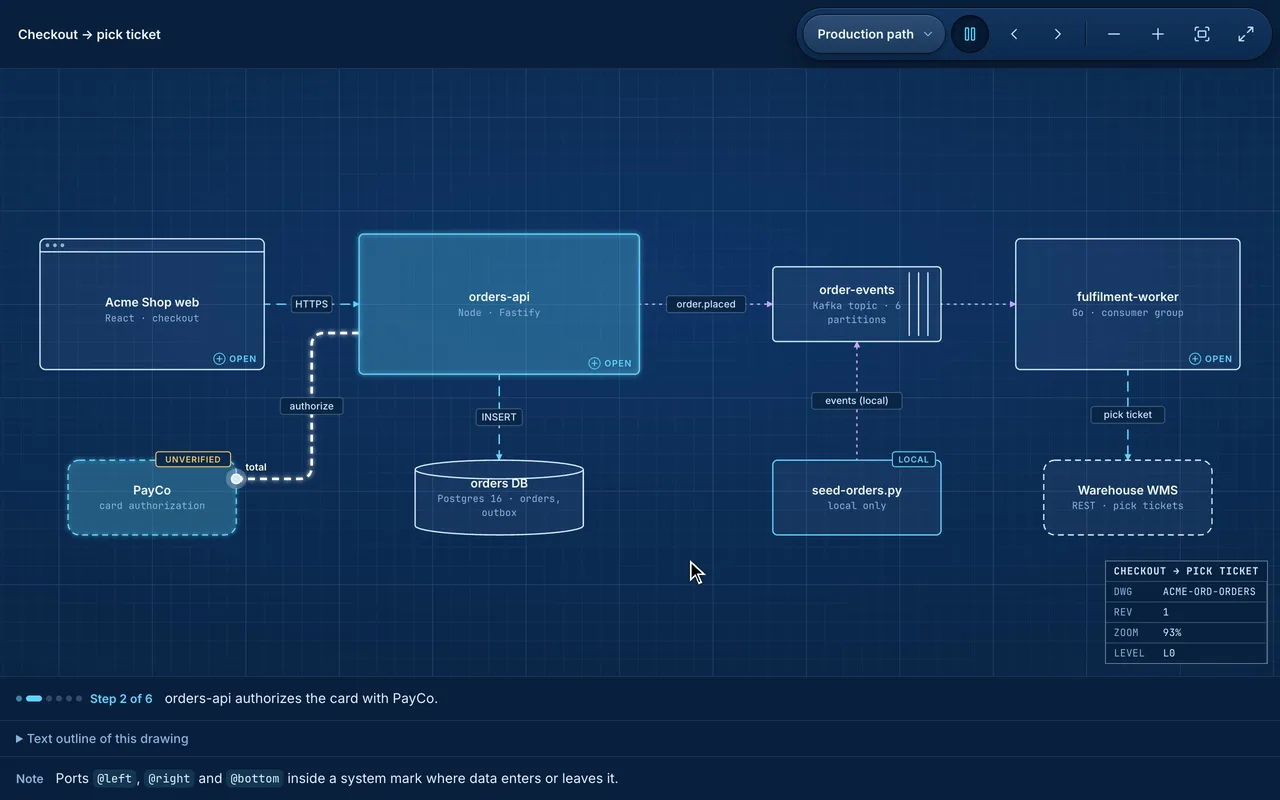 Checkout → pick ticket
Production path
Acme Shop web
React · checkout
OPEN
HTTPS
orders-api
Node · Fastify
OPEN
order.placed
order-events
Kafka topic · 6
partitions
fulfilment-worker
Go · consumer group
OPEN
authorize
INSERT
events (local)
pick ticket
UNVERIFIED
PayCo
card authorization
total
orders DB
Postgres 16 · orders,
outbox
LOCAL
seed-orders.py
local only
Warehouse WMS
REST · pick tickets
CHECKOUT → PICK TICKET
DWG ACME-ORD-ORDERS
REV 1
ZOOM 93%
LEVEL L0
Step 2 of 6 orders-api authorizes the card with PayCo.
Text outline of this drawing
Note Ports @left, @right and @bottom inside a system mark where data enters or leaves it.